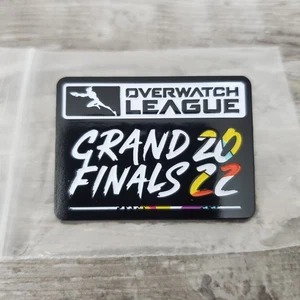 OVERWATCH
LEAGUE
GRAND 20
FINALS 22